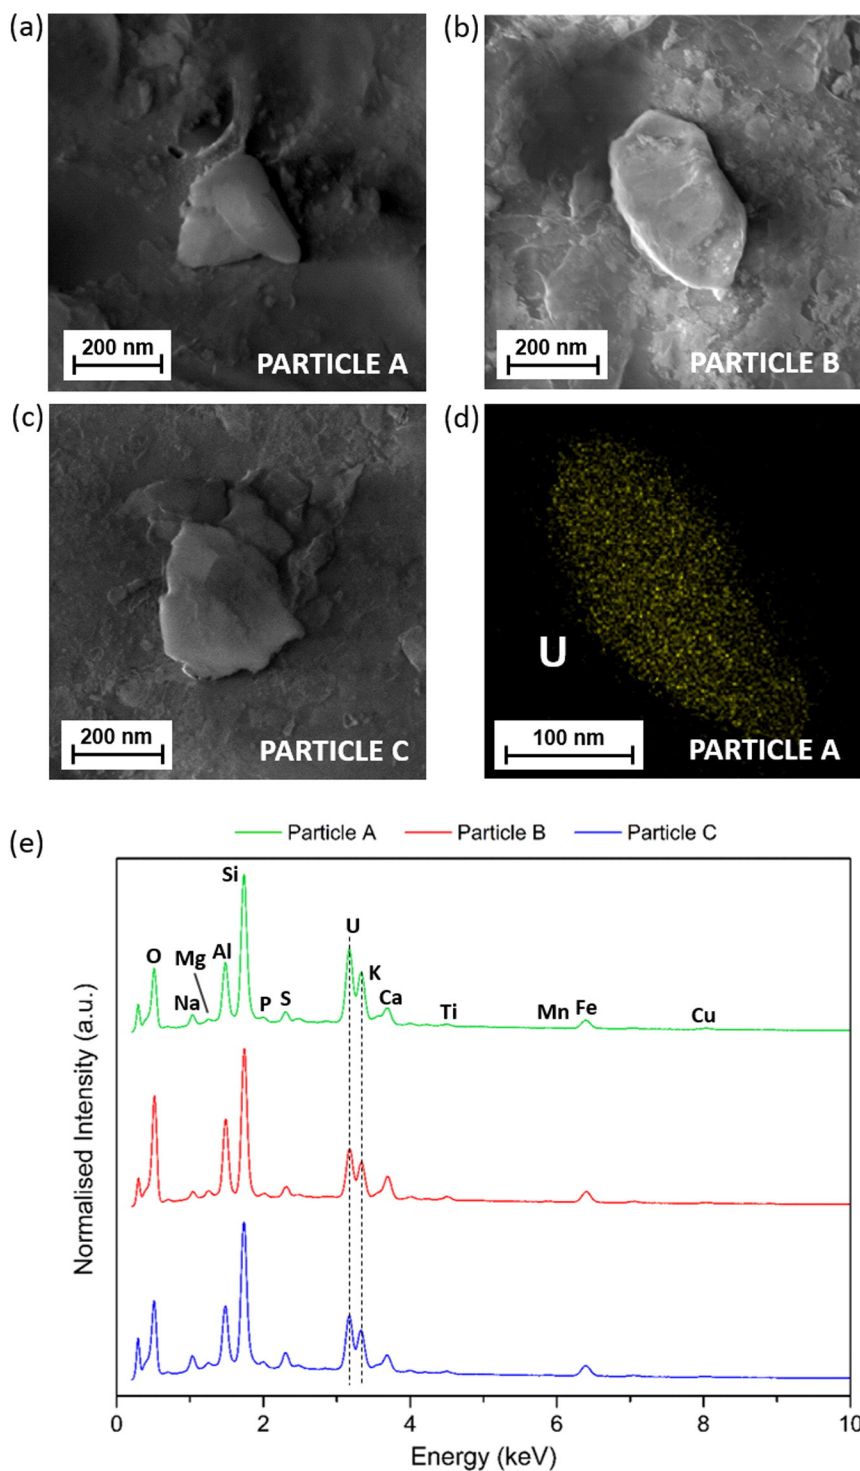 (a)
200 nm
PARTICLE A
(b)
200 nm
PARTICLE B
(c)
200 nm
PARTICLE C
(d)
U
100 nm
PARTICLE A
(e)
Particle A Particle B Particle C
Normalised Intensity (a.u.)
O Na Mg Al Si P S U K Ca Ti Mn Fe Cu
0 2 4 6 8 10
Energy (keV)